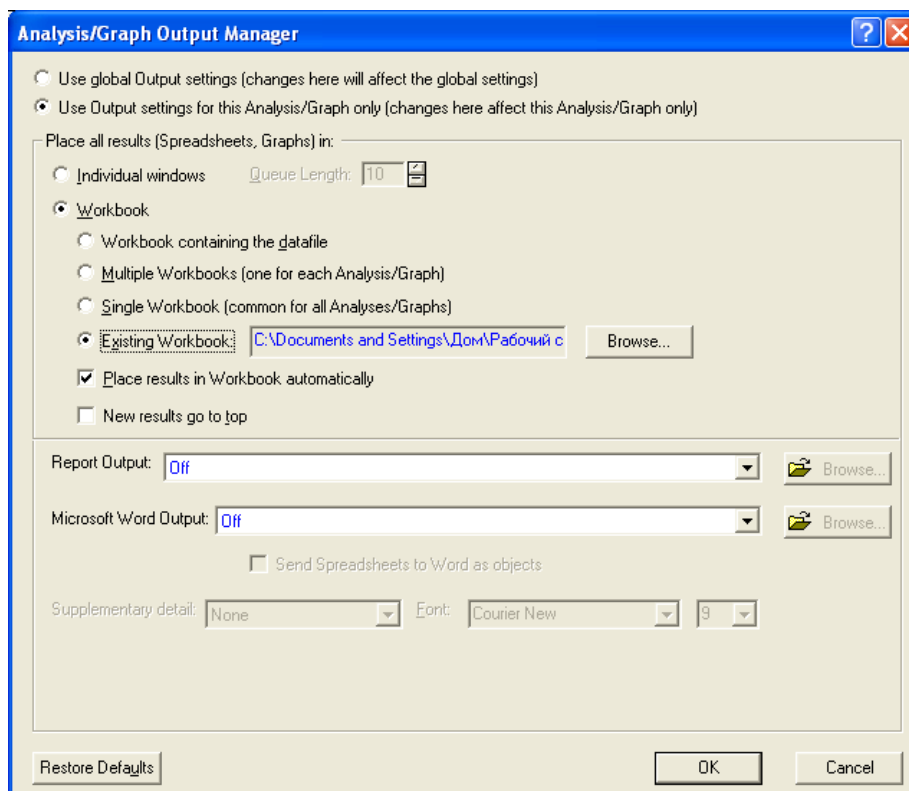 Analysis/Graph Output Manager
Use global Output settings (changes here will affect the global settings)
Use Output settings for this Analysis/Graph only (changes here affect this Analysis/Graph only)
Place all results (Spreadsheets, Graphs) in:
Individual windows Queue Length: 10
Workbook
Workbook containing the datafile
Multiple Workbooks (one for each Analysis/Graph)
Single Workbook (common for all Analyses/Graphs)
Existing Workbook: C:\Documents and Settings\Дом\Рабочий с Browse...
Place results in Workbook automatically
New results go to top
Report Output: Off Browse...
Microsoft Word Output: Off Browse...
Send Spreadsheets to Word as objects
Supplementary detail: None Font: Courier New 9
Restore Defaults OK Cancel